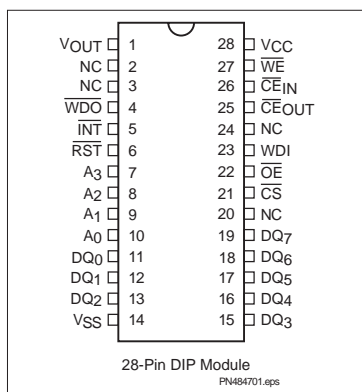 VOUT 1 28 VCC
NC 2 27 WE
NC 3 26 CEIN
WDO 4 25 CEOUT
INT 5 24 NC
RST 6 23 WDI
A3 7 22 OE
A2 8 21 CS
A1 9 20 NC
A0 10 19 DQ7
DQ0 11 18 DQ6
DQ1 12 17 DQ5
DQ2 13 16 DQ4
VSS 14 15 DQ3
28-Pin DIP Module
PN484701.eps